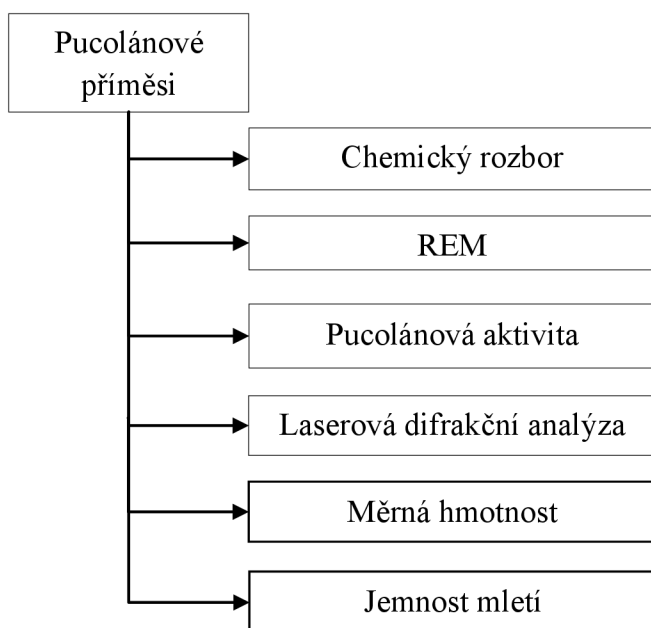 Pucolánové
příměsi
Chemický rozbor
REM
Pucolánová aktivita
Laserová difrakční analýza
Měrná hmotnost
Jemnost mletí